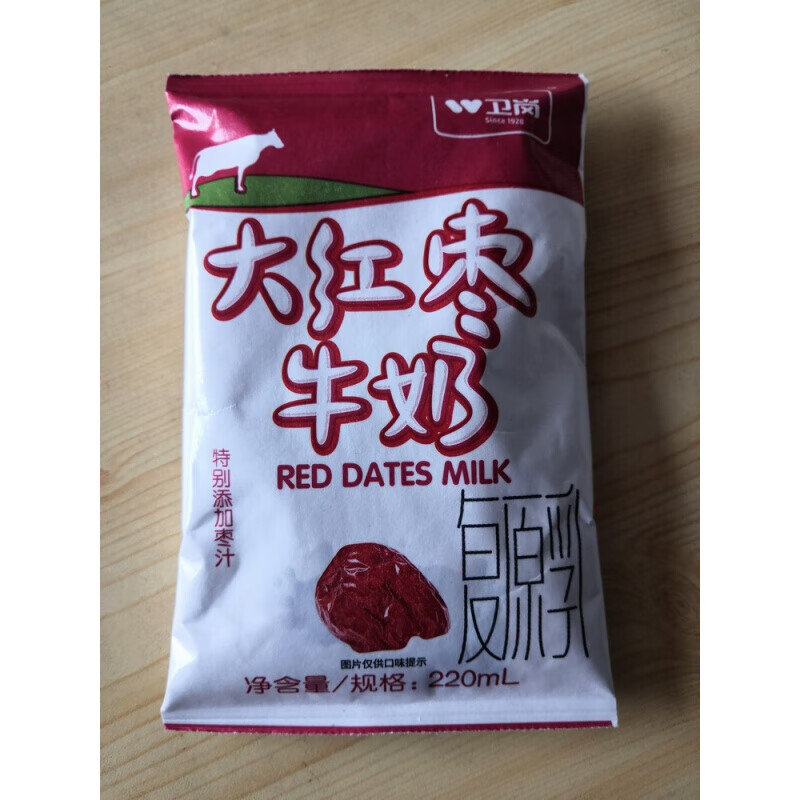 卫岗
Since 1928
大红枣
牛奶
RED DATES MILK
特别添加枣汁
复原乳
图片仅供口味提示
净含量/规格：220mL